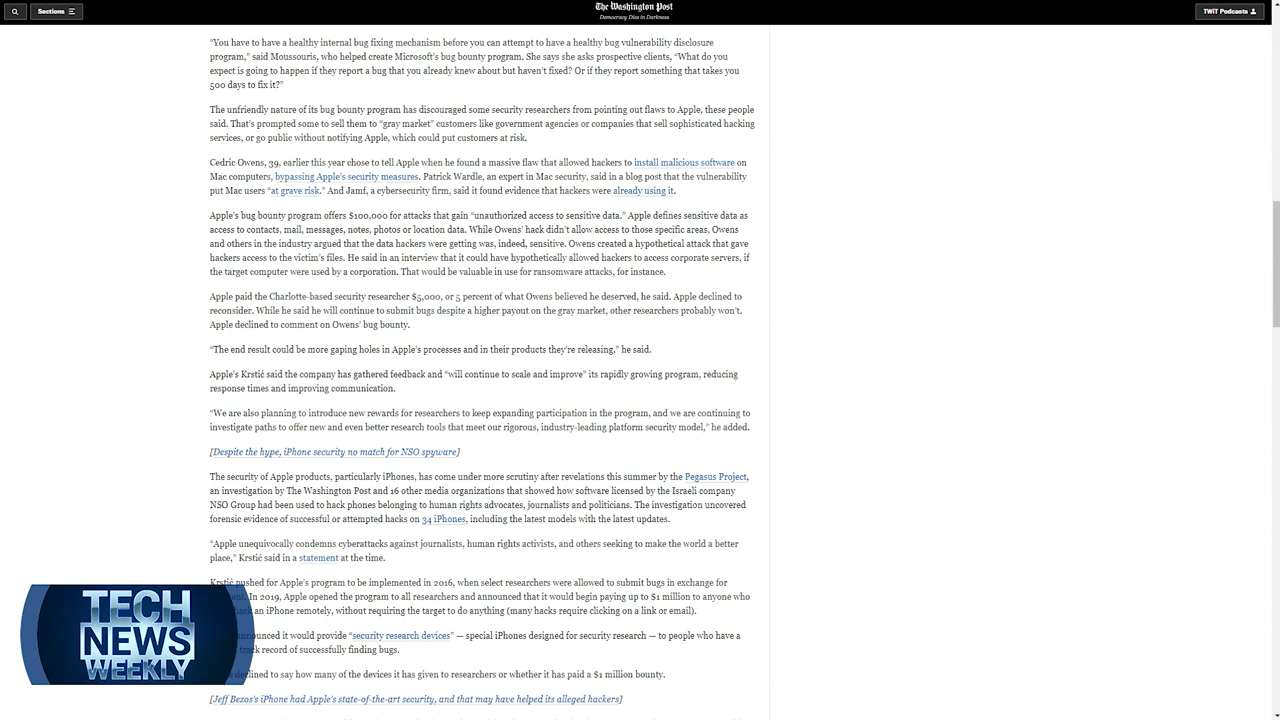 Sections
The Washington Post
Democracy Dies in Darkness
TWiT Podcasts
“You have to have a healthy internal bug fixing mechanism before you can attempt to have a healthy bug vulnerability disclosure
program,” said Moussouris, who helped create Microsoft’s bug bounty program. She says she asks prospective clients, “What do you
expect is going to happen if they report a bug that you already knew about but haven’t fixed? Or if they report something that takes you
500 days to fix it?”
The unfriendly nature of its bug bounty program has discouraged some security researchers from pointing out flaws to Apple, these people
said. That’s prompted some to sell them to “gray market” customers like government agencies or companies that sell sophisticated hacking
services, or go public without notifying Apple, which could put customers at risk.
Cedric Owens, 39, earlier this year chose to tell Apple when he found a massive flaw that allowed hackers to install malicious software on
Mac computers, bypassing Apple’s security measures. Patrick Wardle, an expert in Mac security, said in a blog post that the vulnerability
put Mac users “at grave risk.” And Jamf, a cybersecurity firm, said it found evidence that hackers were already using it.
Apple’s bug bounty program offers $100,000 for attacks that gain “unauthorized access to sensitive data.” Apple defines sensitive data as
access to contacts, mail, messages, notes, photos or location data. While Owens’ hack didn’t allow access to those specific areas, Owens
and others in the industry argued that the data hackers were getting was, indeed, sensitive. Owens created a hypothetical attack that gave
hackers access to the victim’s files. He said in an interview that it could have hypothetically allowed hackers to access corporate servers, if
the target computer were used by a corporation. That would be valuable in use for ransomware attacks, for instance.
Apple paid the Charlotte-based security researcher $5,000, or 5 percent of what Owens believed he deserved, he said. Apple declined to
reconsider. While he said he will continue to submit bugs despite a higher payout on the gray market, other researchers probably won’t.
Apple declined to comment on Owens’ bug bounty.
“The end result could be more gaping holes in Apple’s processes and in their products they’re releasing,” he said.
Apple’s Krstić said the company has gathered feedback and “will continue to scale and improve” its rapidly growing program, reducing
response times and improving communication.
“We are also planning to introduce new rewards for researchers to keep expanding participation in the program, and we are continuing to
investigate paths to offer new and even better research tools that meet our rigorous, industry-leading platform security model,” he added.
[Despite the hype, iPhone security no match for NSO spyware]
The security of Apple products, particularly iPhones, has come under more scrutiny after revelations this summer by the Pegasus Project,
an investigation by The Washington Post and 16 other media organizations that showed how software licensed by the Israeli company
NSO Group had been used to hack phones belonging to human rights advocates, journalists and politicians. The investigation uncovered
forensic evidence of successful or attempted hacks on 34 iPhones, including the latest models with the latest updates.
“Apple unequivocally condemns cyberattacks against journalists, human rights activists, and others seeking to make the world a better
place,” Krstić said in a statement at the time.
Krstić pushed for Apple’s program to be implemented in 2016, when select researchers were allowed to submit bugs in exchange for
In 2019, Apple opened the program to all researchers and announced that it would begin paying up to $1 million to anyone who
an iPhone remotely, without requiring the target to do anything (many hacks require clicking on a link or email).
announced it would provide “security research devices” — special iPhones designed for security research — to people who have a
track record of successfully finding bugs.
declined to say how many of the devices it has given to researchers or whether it has paid a $1 million bounty.
[Jeff Bezos’s iPhone had Apple’s state-of-the-art security, and that may have helped its alleged hackers]
TECH
NEWS
WEEKLY